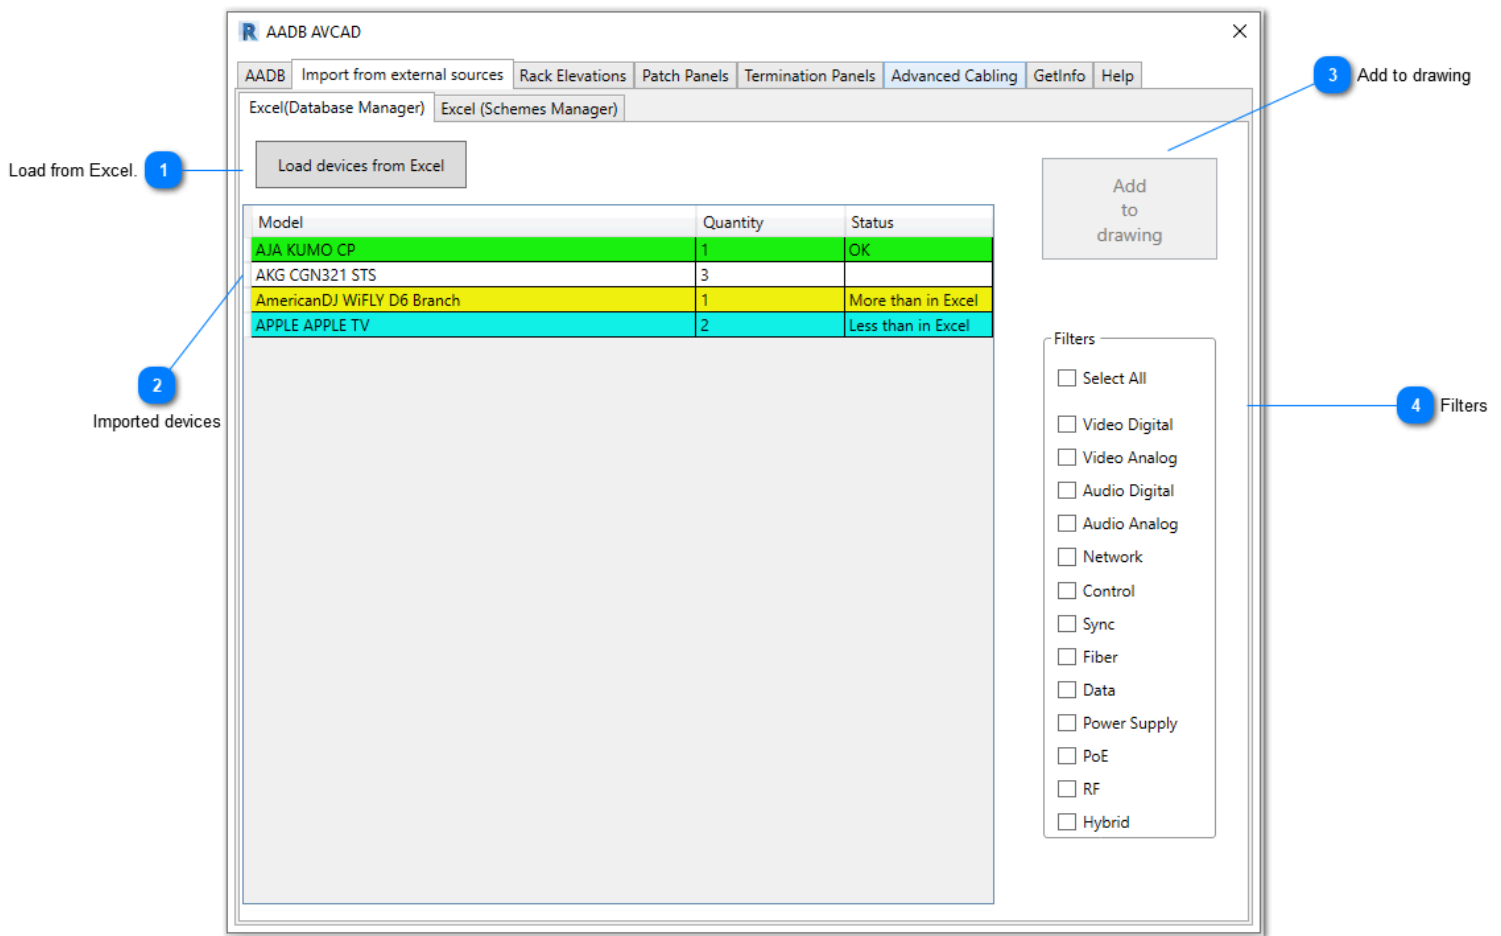 AADB AVCAD
AADB Import from external sources Rack Elevations Patch Panels Termination Panels Advanced Cabling GetInfo Help
3 Add to drawing
Excel(Database Manager) Excel (Schemes Manager)
Load from Excel. 1
Load devices from Excel
Add
to
drawing
Model Quantity Status
AJA KUMO CP 1 OK
AKG CGN321 STS 3
AmericanDJ WiFLY D6 Branch 1 More than in Excel
APPLE APPLE TV 2 Less than in Excel
2
Imported devices
Filters
Select All
4 Filters
Video Digital
Video Analog
Audio Digital
Audio Analog
Network
Control
Sync
Fiber
Data
Power Supply
PoE
RF
Hybrid